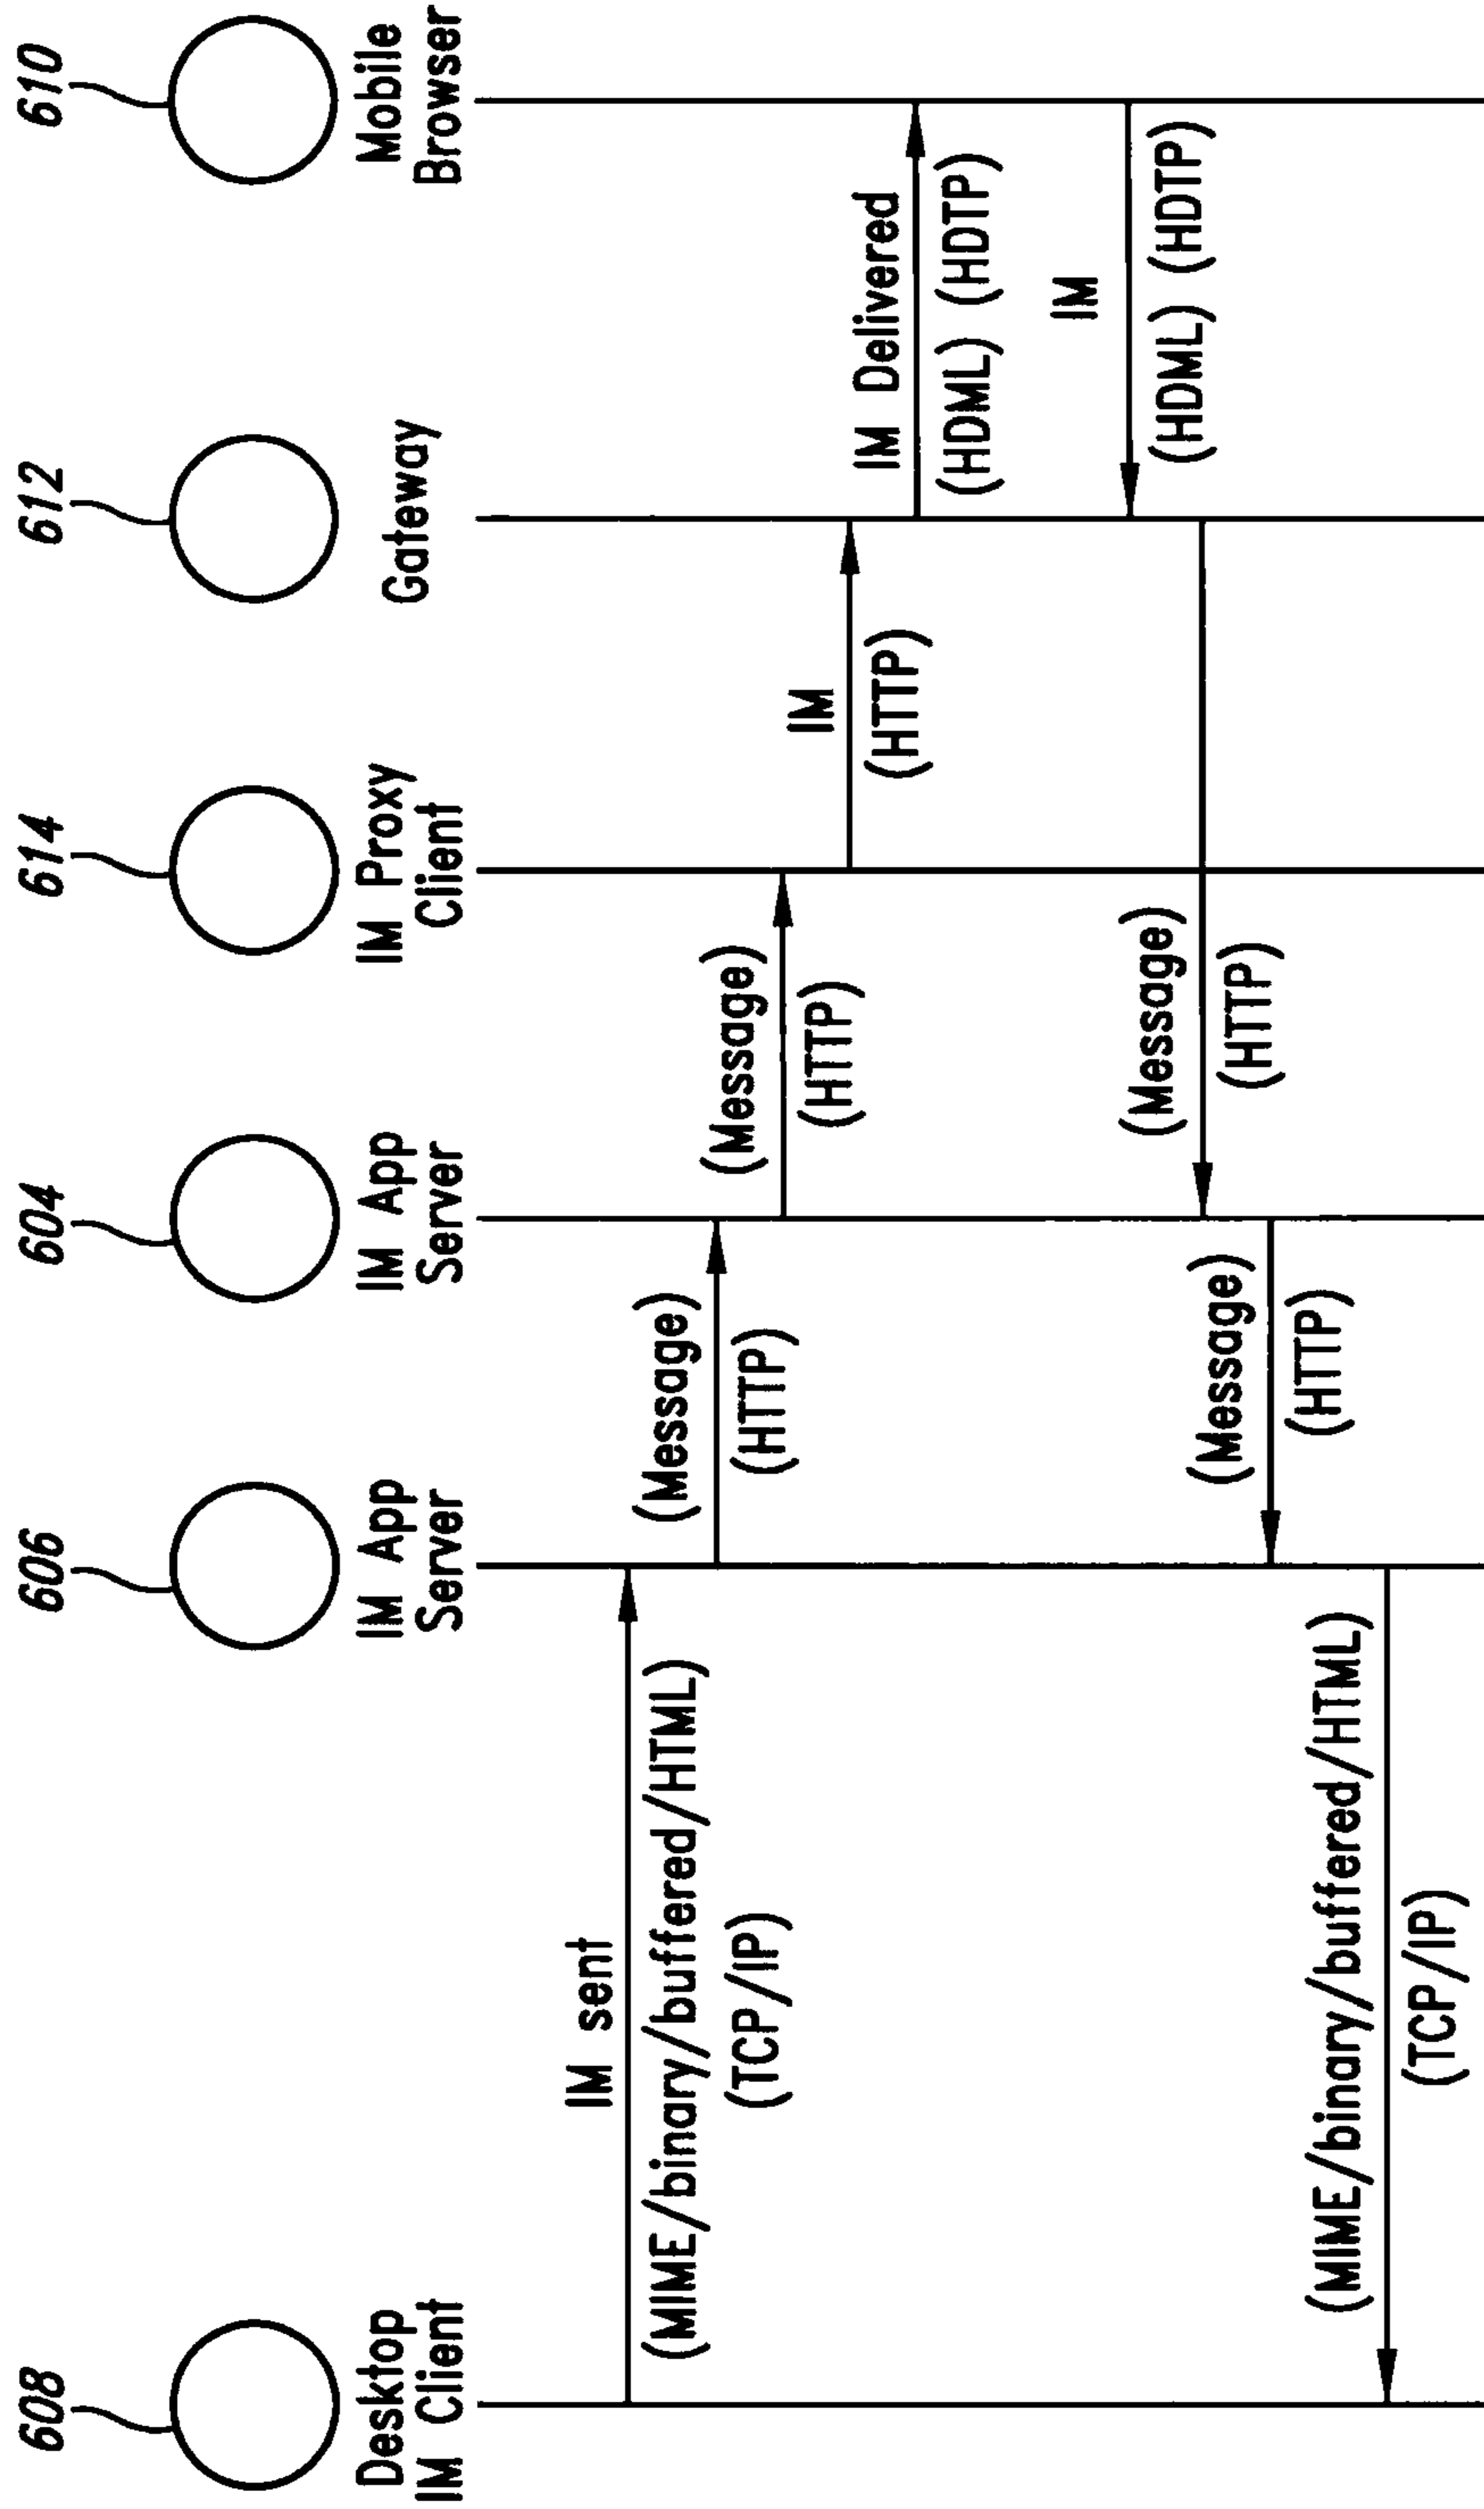 608
606
604
614
612
610
Desktop
IM Client
IM App
Server
IM App
Server
IM Proxy
Client
Gateway
Mobile
Browser
IM sent
(MIME/binary/buffered/HTML)
(TCP/IP)
(Message)
(HTTP)
(Message)
(HTTP)
IM
(HTTP)
IM Delivered
(HDML) (HDTP)
IM
(HDML) (HDTP)
(Message)
(HTTP)
(Message)
(HTTP)
(MIME/binary/buffered/HTML)
(TCP/IP)